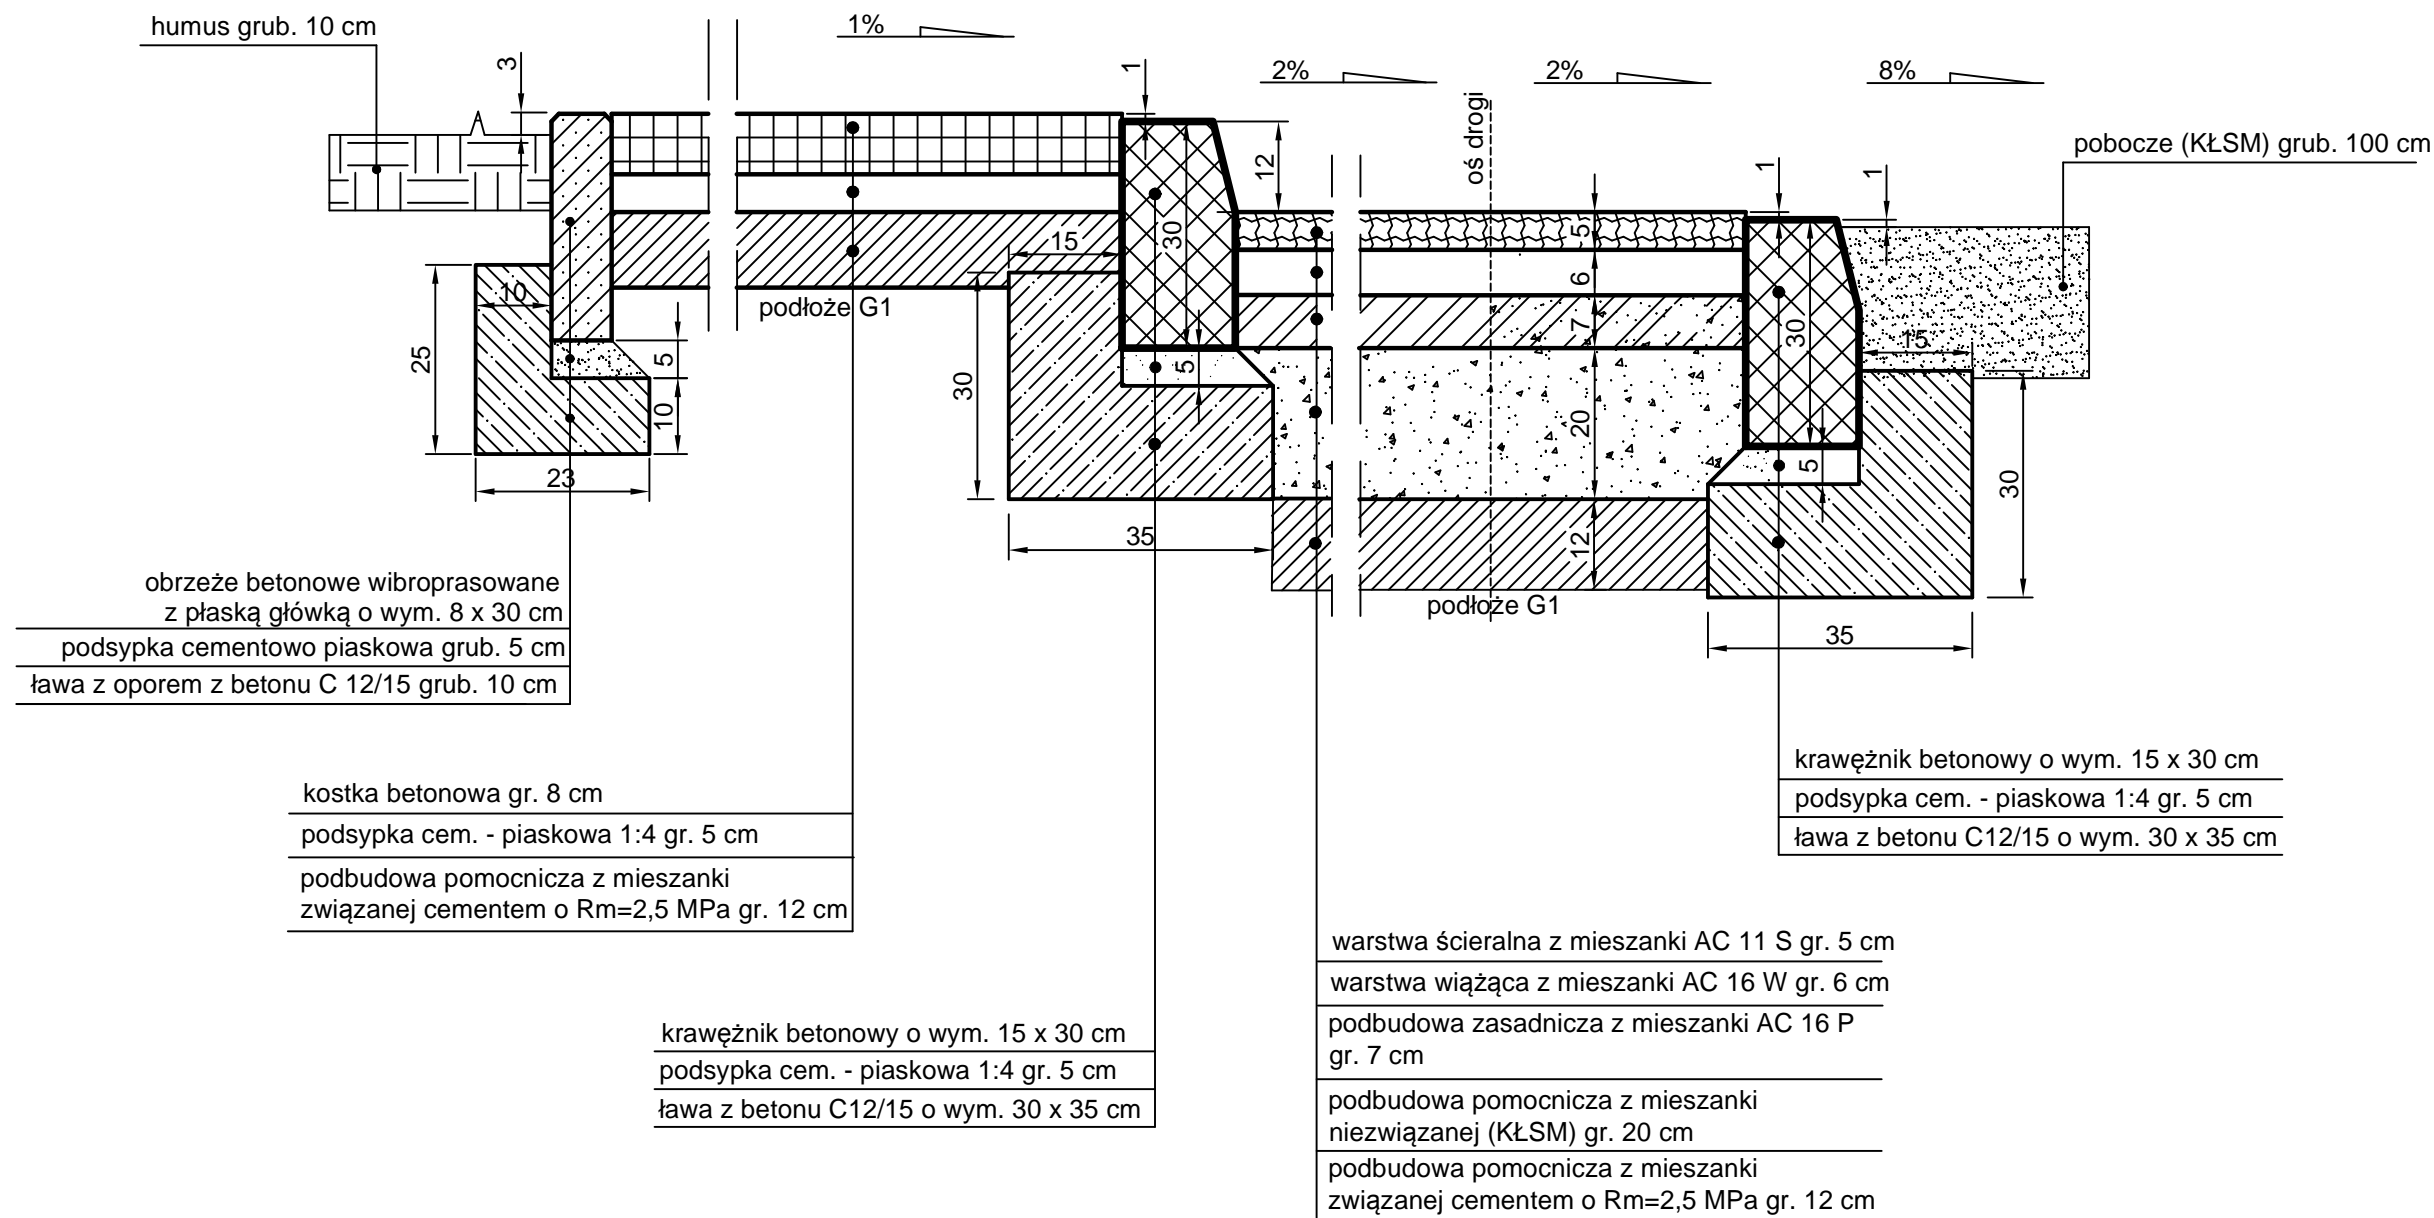 humus grub. 10 cm
3
1%
1
2%
oś drogi
2%
8%
pobocze (KŁSM) grub. 100 cm
12
1
1
15
30
5
6
7
20
12
10
25
5
10
23
podłoże G1
30
5
35
30
15
5
30
35
podłoże G1
obrzeże betonowe wibroprasowane
z płaską główką o wym. 8 x 30 cm
podsypka cementowo piaskowa grub. 5 cm
ława z oporem z betonu C 12/15 grub. 10 cm
kostka betonowa gr. 8 cm
podsypka cem. - piaskowa 1:4 gr. 5 cm
podbudowa pomocnicza z mieszanki
związanej cementem o Rm=2,5 MPa gr. 12 cm
krawężnik betonowy o wym. 15 x 30 cm
podsypka cem. - piaskowa 1:4 gr. 5 cm
ława z betonu C12/15 o wym. 30 x 35 cm
warstwa ścieralna z mieszanki AC 11 S gr. 5 cm
warstwa wiążąca z mieszanki AC 16 W gr. 6 cm
podbudowa zasadnicza z mieszanki AC 16 P
gr. 7 cm
podbudowa pomocnicza z mieszanki
niezwiązanej (KŁSM) gr. 20 cm
podbudowa pomocnicza z mieszanki
związanej cementem o Rm=2,5 MPa gr. 12 cm
krawężnik betonowy o wym. 15 x 30 cm
podsypka cem. - piaskowa 1:4 gr. 5 cm
ława z betonu C12/15 o wym. 30 x 35 cm